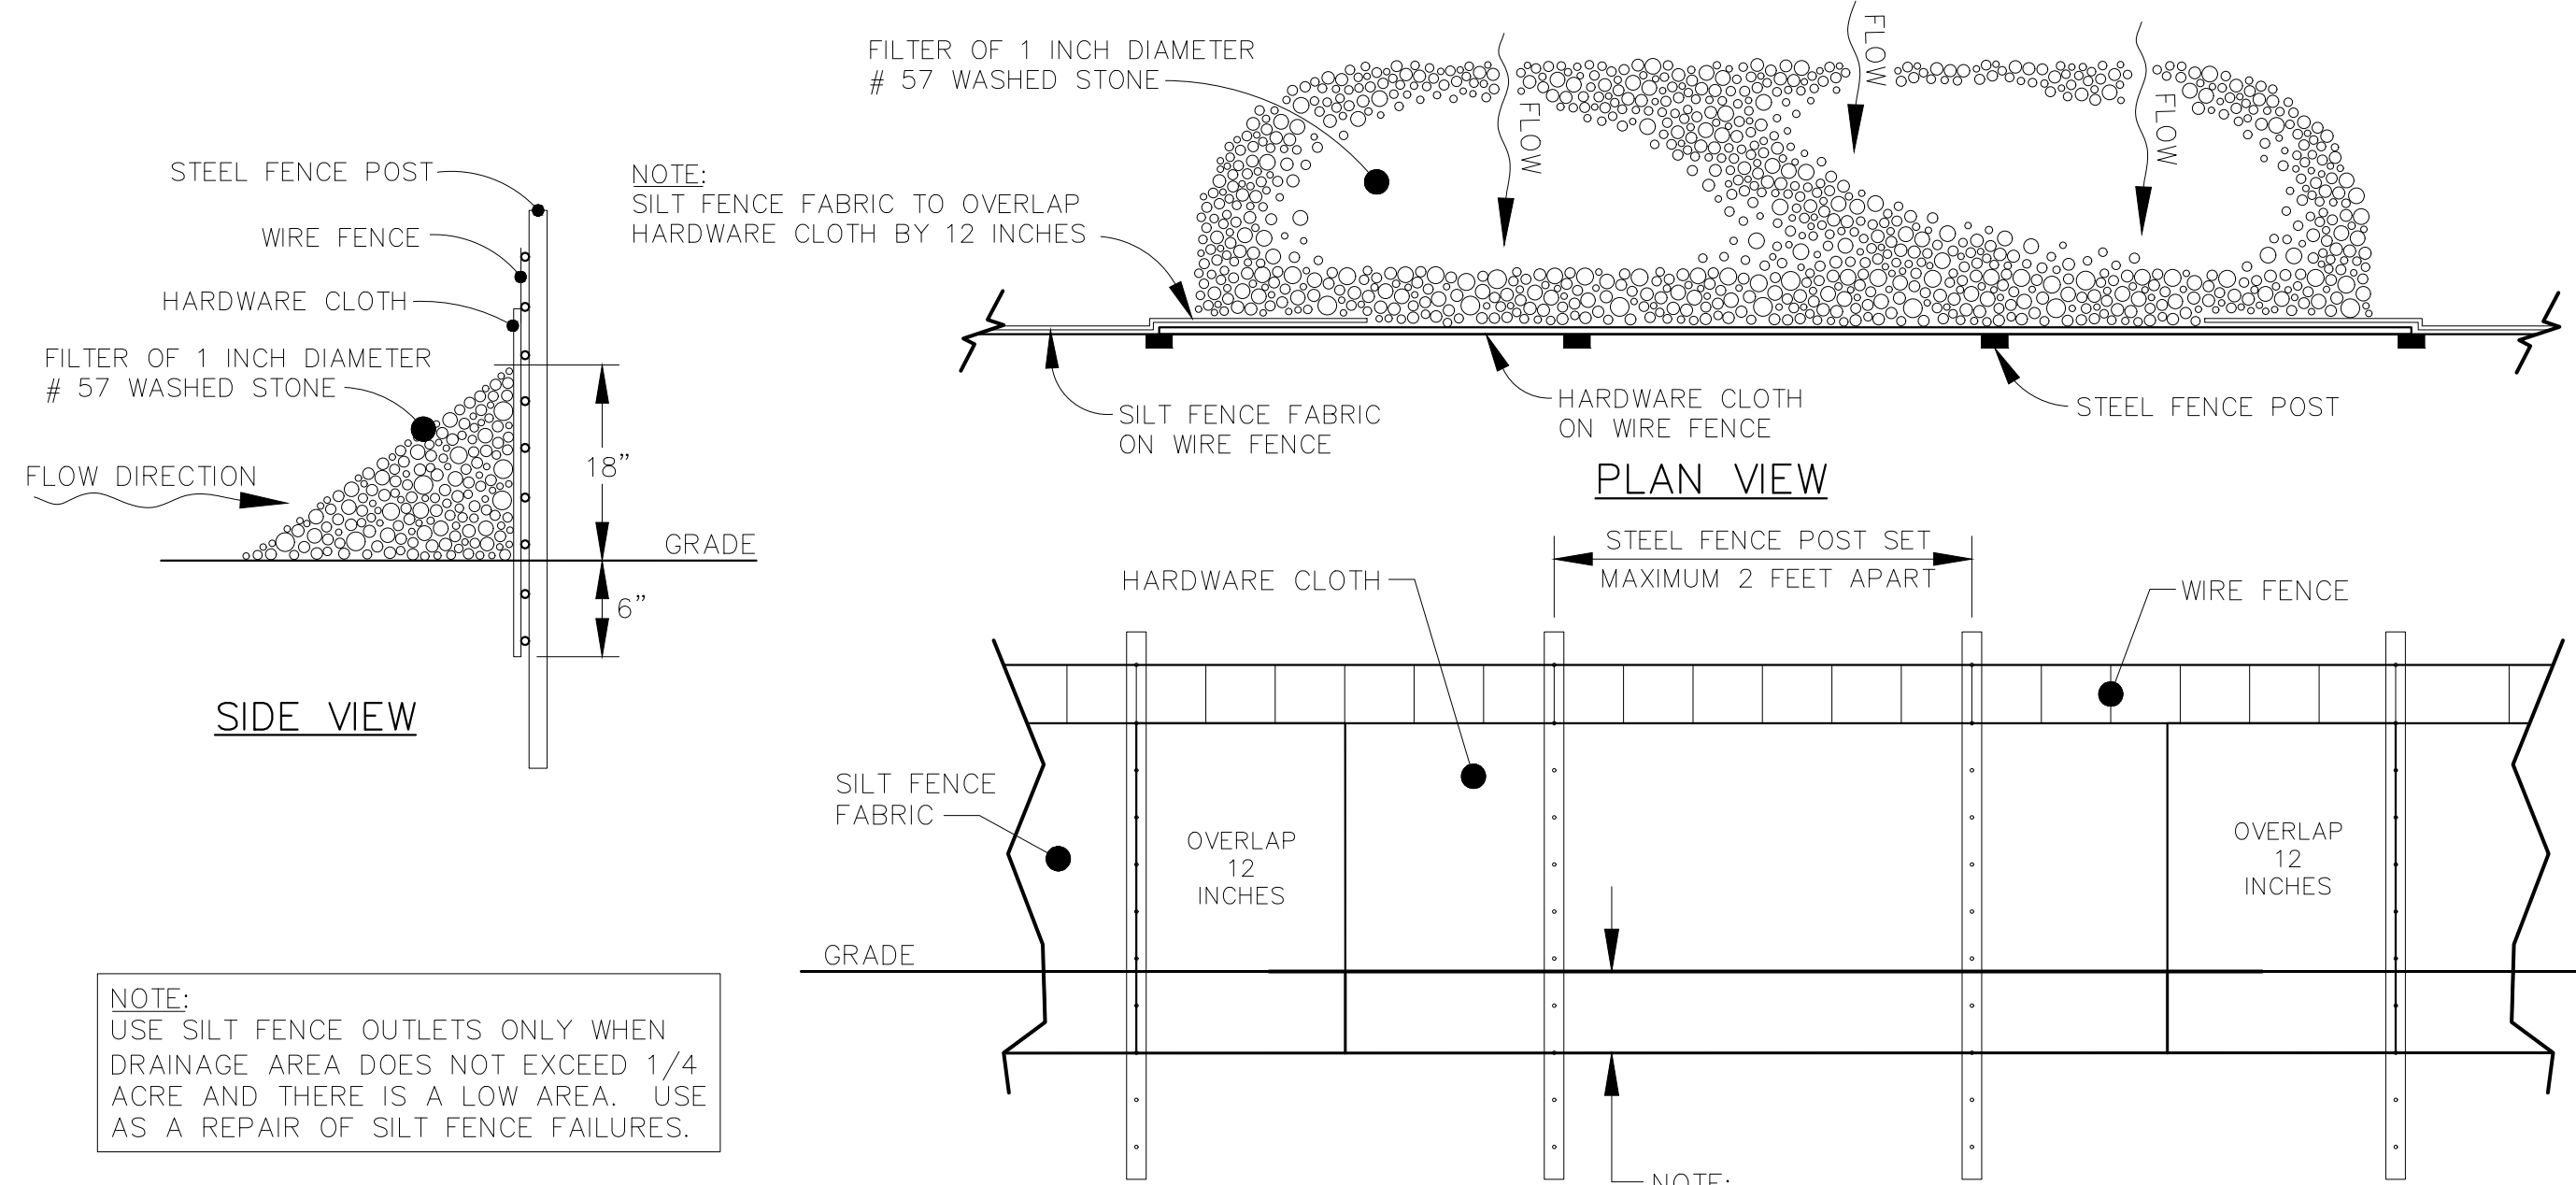 FILTER OF 1 INCH DIAMETER
# 57 WASHED STONE
FLOW
FLOW
FLOW
STEEL FENCE POST
WIRE FENCE
HARDWARE CLOTH
FILTER OF 1 INCH DIAMETER
# 57 WASHED STONE
FLOW DIRECTION
18”
GRADE
6”
SIDE VIEW
NOTE:
SILT FENCE FABRIC TO OVERLAP
HARDWARE CLOTH BY 12 INCHES
SILT FENCE FABRIC
ON WIRE FENCE
HARDWARE CLOTH
ON WIRE FENCE
STEEL FENCE POST
PLAN VIEW
STEEL FENCE POST SET
MAXIMUM 2 FEET APART
HARDWARE CLOTH
WIRE FENCE
SILT FENCE
FABRIC
OVERLAP
12
INCHES
OVERLAP
12
INCHES
GRADE
NOTE:
USE SILT FENCE OUTLETS ONLY WHEN
DRAINAGE AREA DOES NOT EXCEED 1/4
ACRE AND THERE IS A LOW AREA. USE
AS A REPAIR OF SILT FENCE FAILURES.
NOTE: